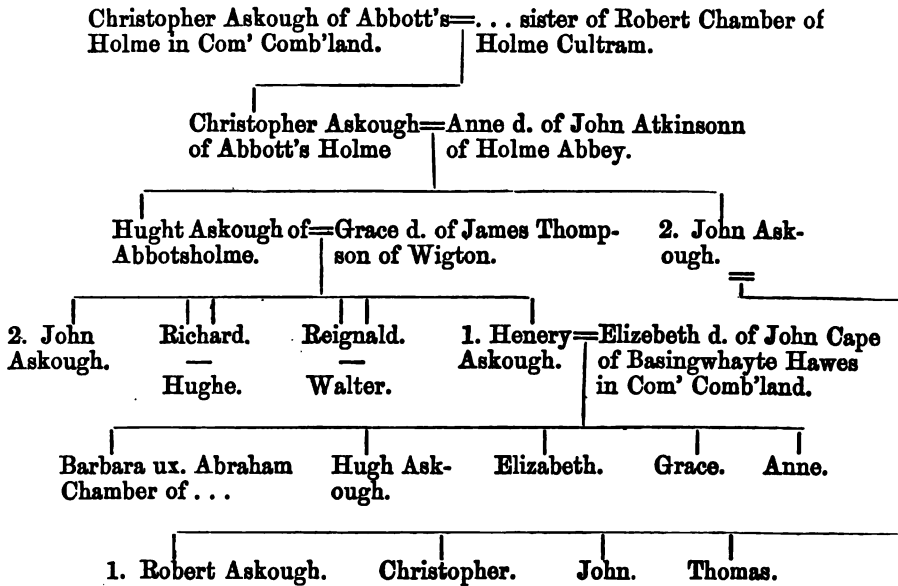 Christopher Askough of Abbott's=. . . sister of Robert Chamber of
Holme in Com' Comb'land. Holme Cultram.
Christopher Askough=Anne d. of John Atkinsonn
of Abbott's Holme of Holme Abbey.
Hught Askough of=Grace d. of James Thomp- 2. John Ask-
Abbotsholme. son of Wigton. ough.
=
2. John Richard. Reignald. 1. Henery=Elizebeth d. of John Cape
Askough. — — Askough. of Basingwhayte Hawes
Hughe. Walter. in Com' Comb'land.
Barbara ux. Abraham Hugh Ask- Elizabeth. Grace. Anne.
Chamber of . . . ough.
1. Robert Askough. Christopher. John. Thomas.